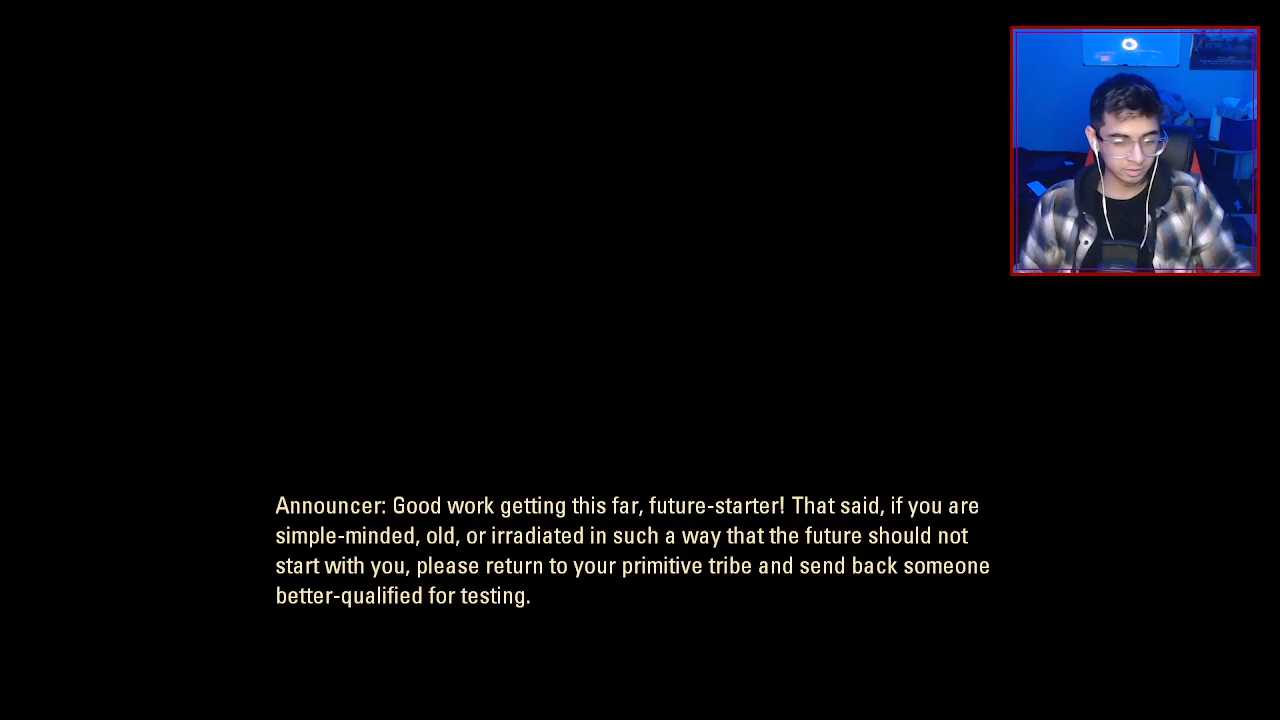 Announcer: Good work getting this far, future-starter! That said, if you are
simple-minded, old, or irradiated in such a way that the future should not
start with you, please return to your primitive tribe and send back someone
better-qualified for testing.